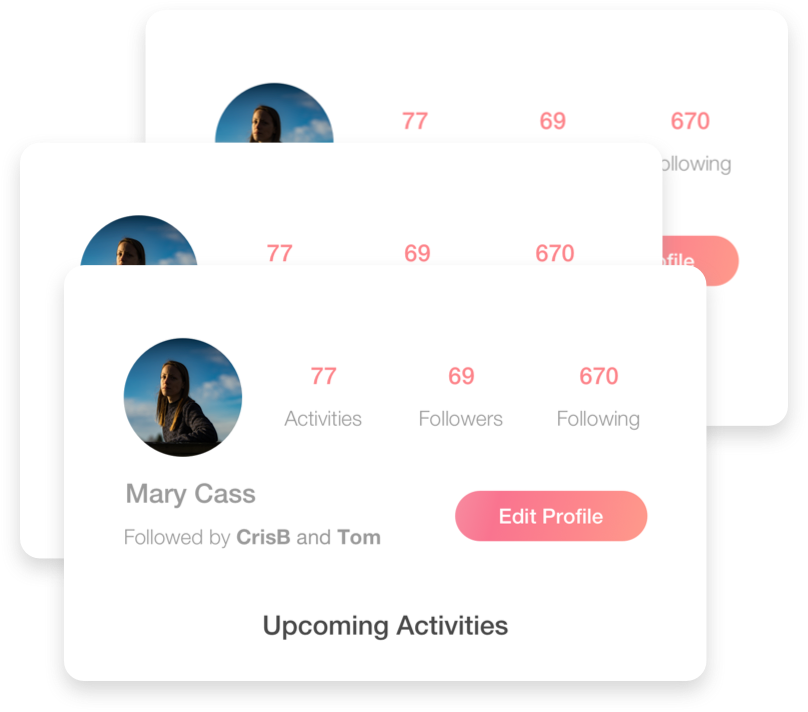 77 69 670
ollowing
77 69 670
ofile
77 69 670
Activities Followers Following
Mary Cass
Edit Profile
Followed by CrisB and Tom
Upcoming Activities